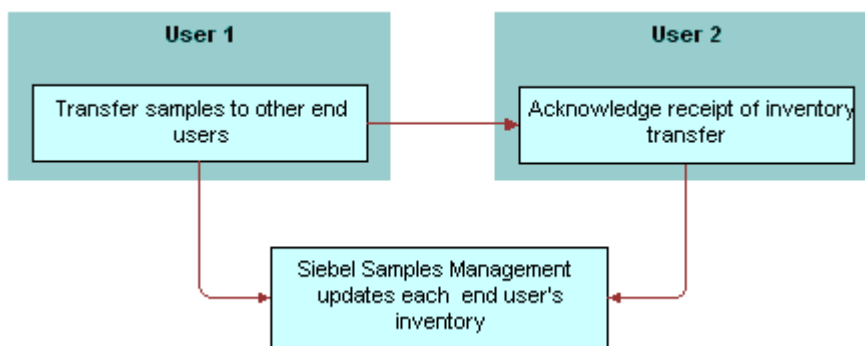 User 1
Transfer samples to other end
users
User 2
Acknowledge receipt of inventory
transfer
Siebel Samples Management
updates each end user's
inventory